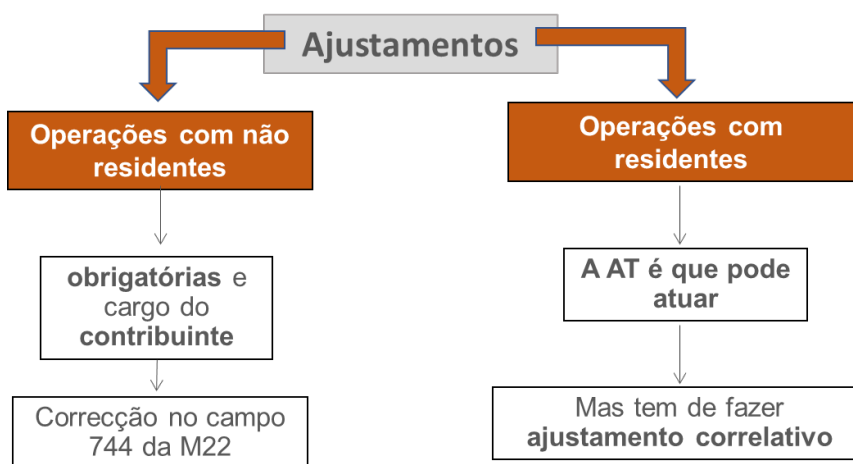 Ajustamentos
Operações com não
residentes
obrigatórias e
cargo do
contribuinte
Correcção no campo
744 da M22
Operações com
residentes
A AT é que pode
atuar
Mas tem de fazer
ajustamento correlativo